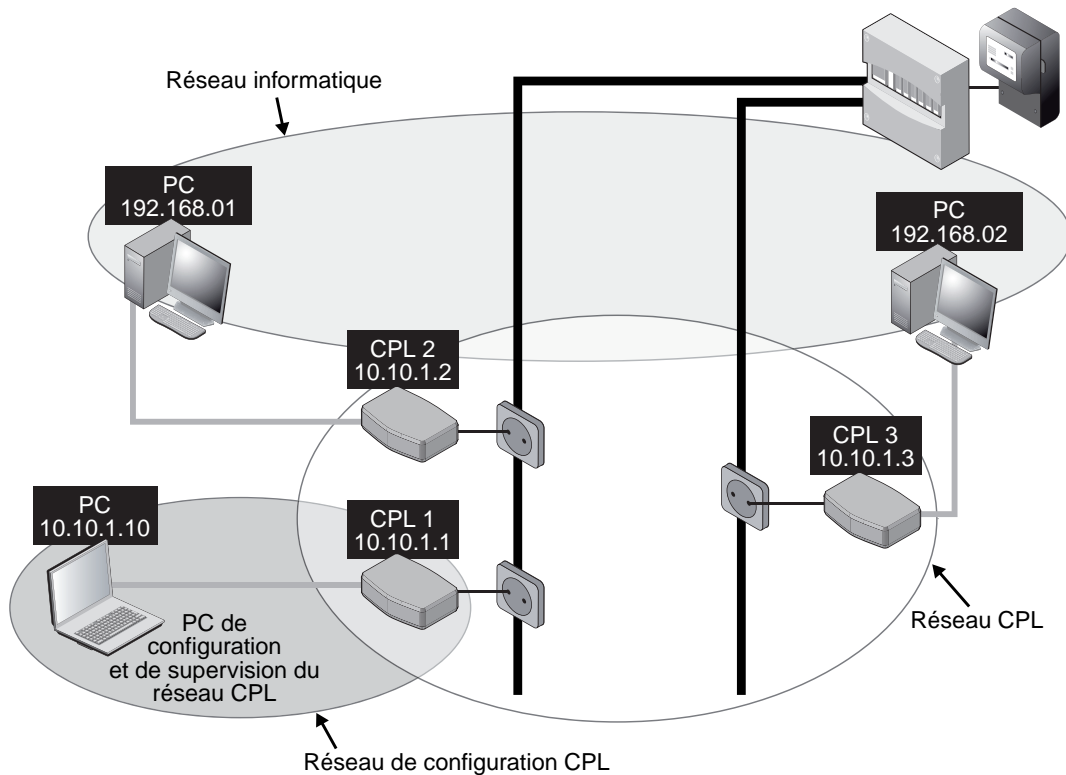 Réseau informatique
PC
192.168.01
PC
192.168.02
CPL 2
10.10.1.2
CPL 3
10.10.1.3
PC
10.10.1.10
CPL 1
10.10.1.1
PC de
configuration
et de supervision du
réseau CPL
Réseau CPL
Réseau de configuration CPL